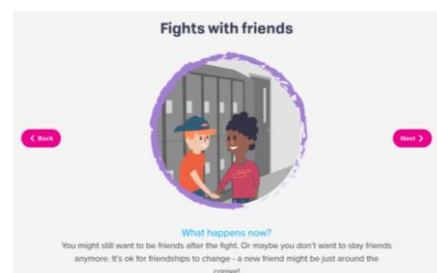 Fights with friends
< Back
Next >
What happens now?
You might still want to be friends after the fight. Or maybe you don't want to stay friends
anymore. It's ok for friendships to change - a new friend might be just around the
corner!